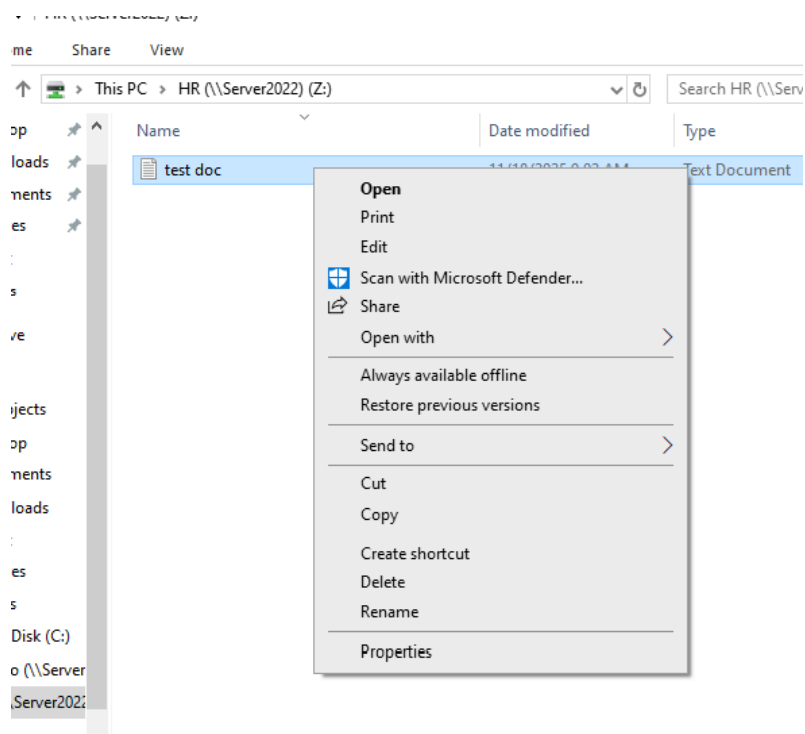 me Share View
This PC > HR (\\Server2022) (Z:)
Search HR (\\Serv
Name Date modified Type
test doc Text Document
op
loads
ments
es
s
ve
jects
op
ments
loads
es
s
Disk (C:)
o (\\Server
\Server2022
Open
Print
Edit
Scan with Microsoft Defender...
Share
Open with
Always available offline
Restore previous versions
Send to
Cut
Copy
Create shortcut
Delete
Rename
Properties